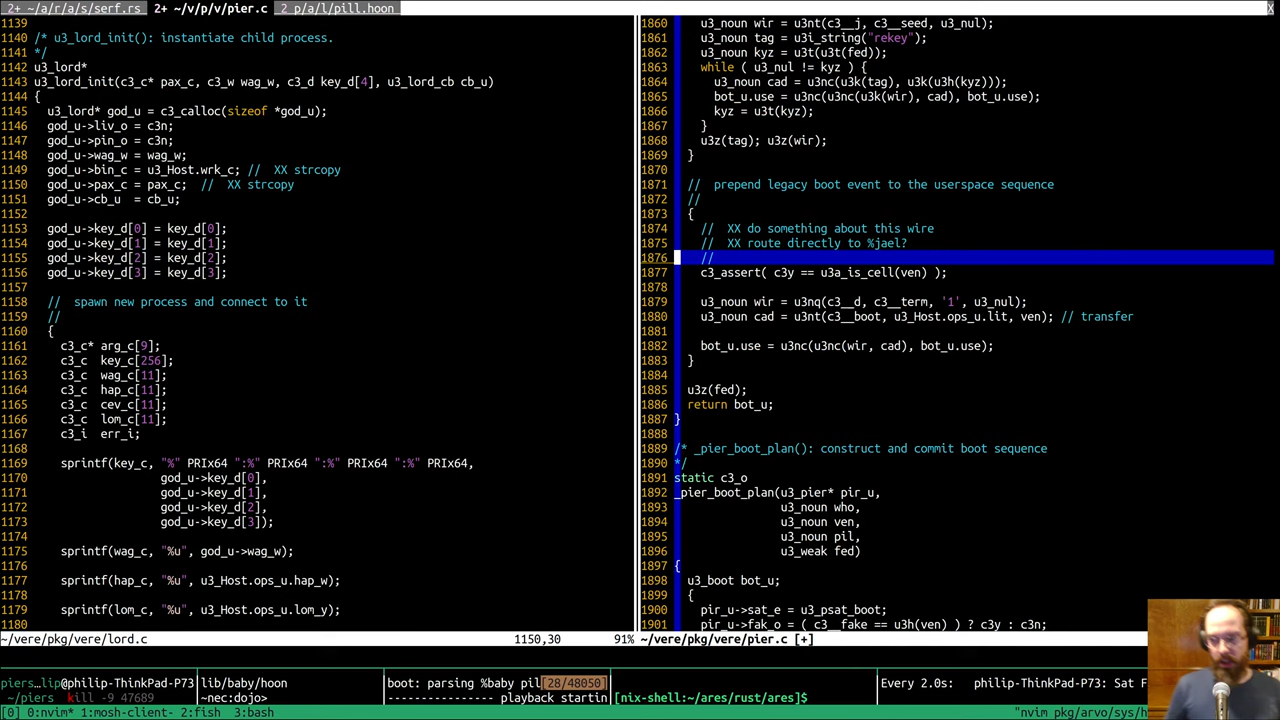 2+ ~/a/r/a/s/serf.rs  2+ ~/v/p/v/pier.c  2 p/a/l/pill.hoon X
1139
1140 /* u3_lord_init(): instantiate child process.
1141 */
1142 u3_lord*
1143 u3_lord_init(c3_c* pax_c, c3_w wag_w, c3_d key_d[4], u3_lord_cb cb_u)
1144 {
1145   u3_lord* god_u = c3_calloc(sizeof *god_u);
1146   god_u->liv_o = c3n;
1147   god_u->pin_o = c3n;
1148   god_u->wag_w = wag_w;
1149   god_u->bin_c = u3_Host.wrk_c; //  XX strcopy
1150   god_u->pax_c = pax_c;  //  XX strcopy
1151   god_u->cb_u  = cb_u;
1152
1153   god_u->key_d[0] = key_d[0];
1154   god_u->key_d[1] = key_d[1];
1155   god_u->key_d[2] = key_d[2];
1156   god_u->key_d[3] = key_d[3];
1157
1158   //  spawn new process and connect to it
1159   //
1160   {
1161     c3_c* arg_c[9];
1162     c3_c  key_c[256];
1163     c3_c  wag_c[11];
1164     c3_c  hap_c[11];
1165     c3_c  cev_c[11];
1166     c3_c  lom_c[11];
1167     c3_i  err_i;
1168
1169     sprintf(key_c, "%" PRIx64 ":%" PRIx64 ":%" PRIx64 ":%" PRIx64,
1170                    god_u->key_d[0],
1171                    god_u->key_d[1],
1172                    god_u->key_d[2],
1173                    god_u->key_d[3]);
1174
1175     sprintf(wag_c, "%u", god_u->wag_w);
1176
1177     sprintf(hap_c, "%u", u3_Host.ops_u.hap_w);
1178
1179     sprintf(lom_c, "%u", u3_Host.ops_u.lom_y);
1180
~/vere/pkg/vere/lord.c 1150,30 91%
1860     u3_noun wir = u3nt(c3__j, c3__seed, u3_nul);
1861     u3_noun tag = u3i_string("rekey");
1862     u3_noun kyz = u3t(u3t(fed));
1863     while ( u3_nul != kyz ) {
1864       u3_noun cad = u3nc(u3k(tag), u3k(u3h(kyz)));
1865       bot_u.use = u3nc(u3nc(u3k(wir), cad), bot_u.use);
1866       kyz = u3t(kyz);
1867     }
1868     u3z(tag); u3z(wir);
1869   }
1870
1871   //  prepend legacy boot event to the userspace sequence
1872   //
1873   {
1874     //  XX do something about this wire
1875     //  XX route directly to %jael?
1876     //
1877     c3_assert( c3y == u3a_is_cell(ven) );
1878
1879     u3_noun wir = u3nq(c3__d, c3__term, '1', u3_nul);
1880     u3_noun cad = u3nt(c3__boot, u3_Host.ops_u.lit, ven); // transfer
1881
1882     bot_u.use = u3nc(u3nc(wir, cad), bot_u.use);
1883   }
1884
1885   u3z(fed);
1886   return bot_u;
1887 }
1888
1889 /* _pier_boot_plan(): construct and commit boot sequence
1890 */
1891 static c3_o
1892 _pier_boot_plan(u3_pier* pir_u,
1893                 u3_noun who,
1894                 u3_noun ven,
1895                 u3_noun pil,
1896                 u3_weak fed)
1897 {
1898   u3_boot bot_u;
1899   {
1900     pir_u->sat_e = u3_psat_boot;
1901     pir_u->fak_o = ( c3__fake == u3h(ven) ) ? c3y : c3n;
~/vere/pkg/vere/pier.c [+]
piers…lip@philip-ThinkPad-P73
~/piers kill -9 47689
lib/baby/hoon
~nec:dojo>
boot: parsing %baby pil[28/48050]
--------------- playback startin
[nix-shell:~/ares/rust/ares]$
Every 2.0s: philip-ThinkPad-P73: Sat F
[0] 0:nvim* 1:mosh-client- 2:fish  3:bash "nvim pkg/arvo/sys/h